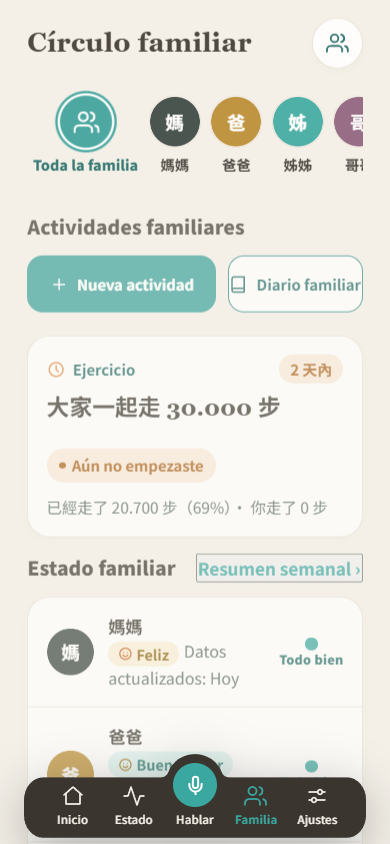 Círculo familiar
媽 爸 姊
Toda la familia 媽媽 爸爸 姊姊
Actividades familiares
+ Nueva actividad Diario familiar
Ejercicio 2 天內
大家一起走 30.000 步
Aún no empezaste
已經走了 20.700 步（69%）· 你走了 0 步
Estado familiar Resumen semanal ›
媽媽
媽 Feliz Datos actualizados: Hoy
Todo bien
爸爸
Inicio Estado Hablar Familia Ajustes